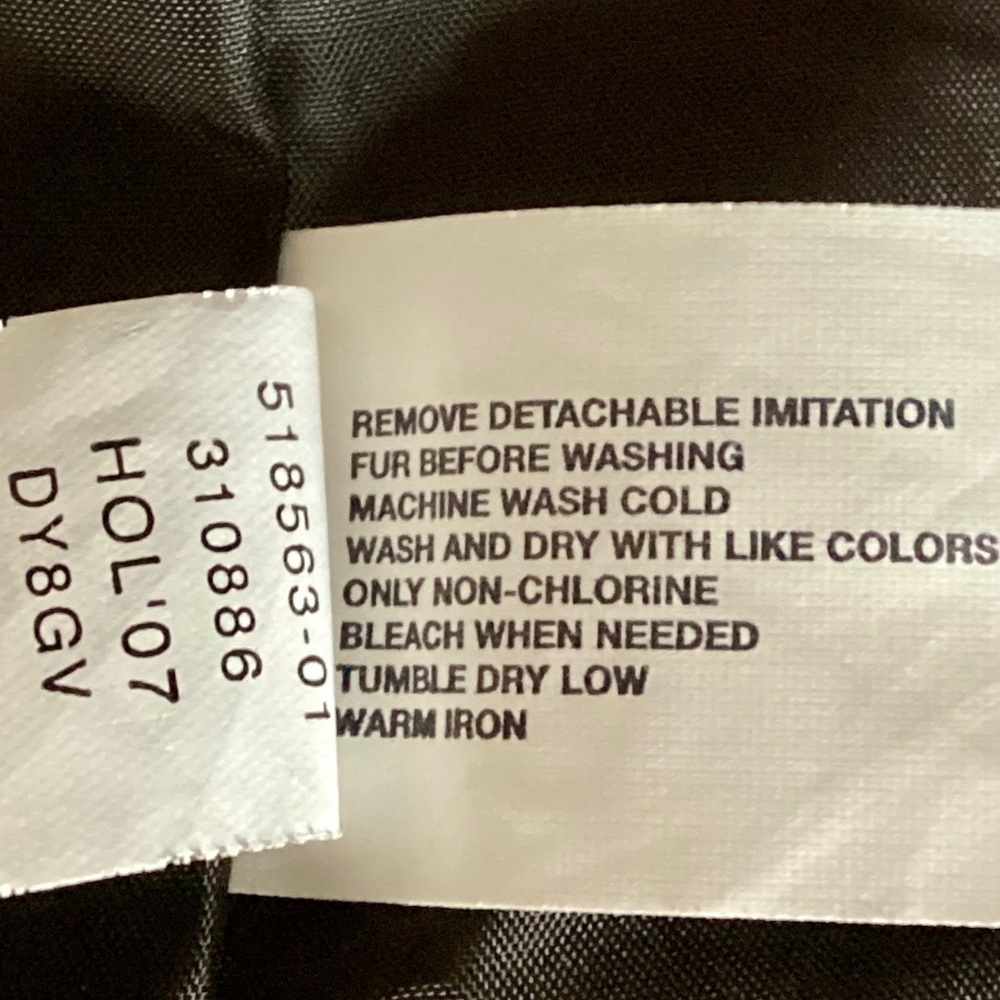 518563-01
310886
HOL'07
DY8GV
REMOVE DETACHABLE IMITATION
FUR BEFORE WASHING
MACHINE WASH COLD
WASH AND DRY WITH LIKE COLORS
ONLY NON-CHLORINE
BLEACH WHEN NEEDED
TUMBLE DRY LOW
WARM IRON